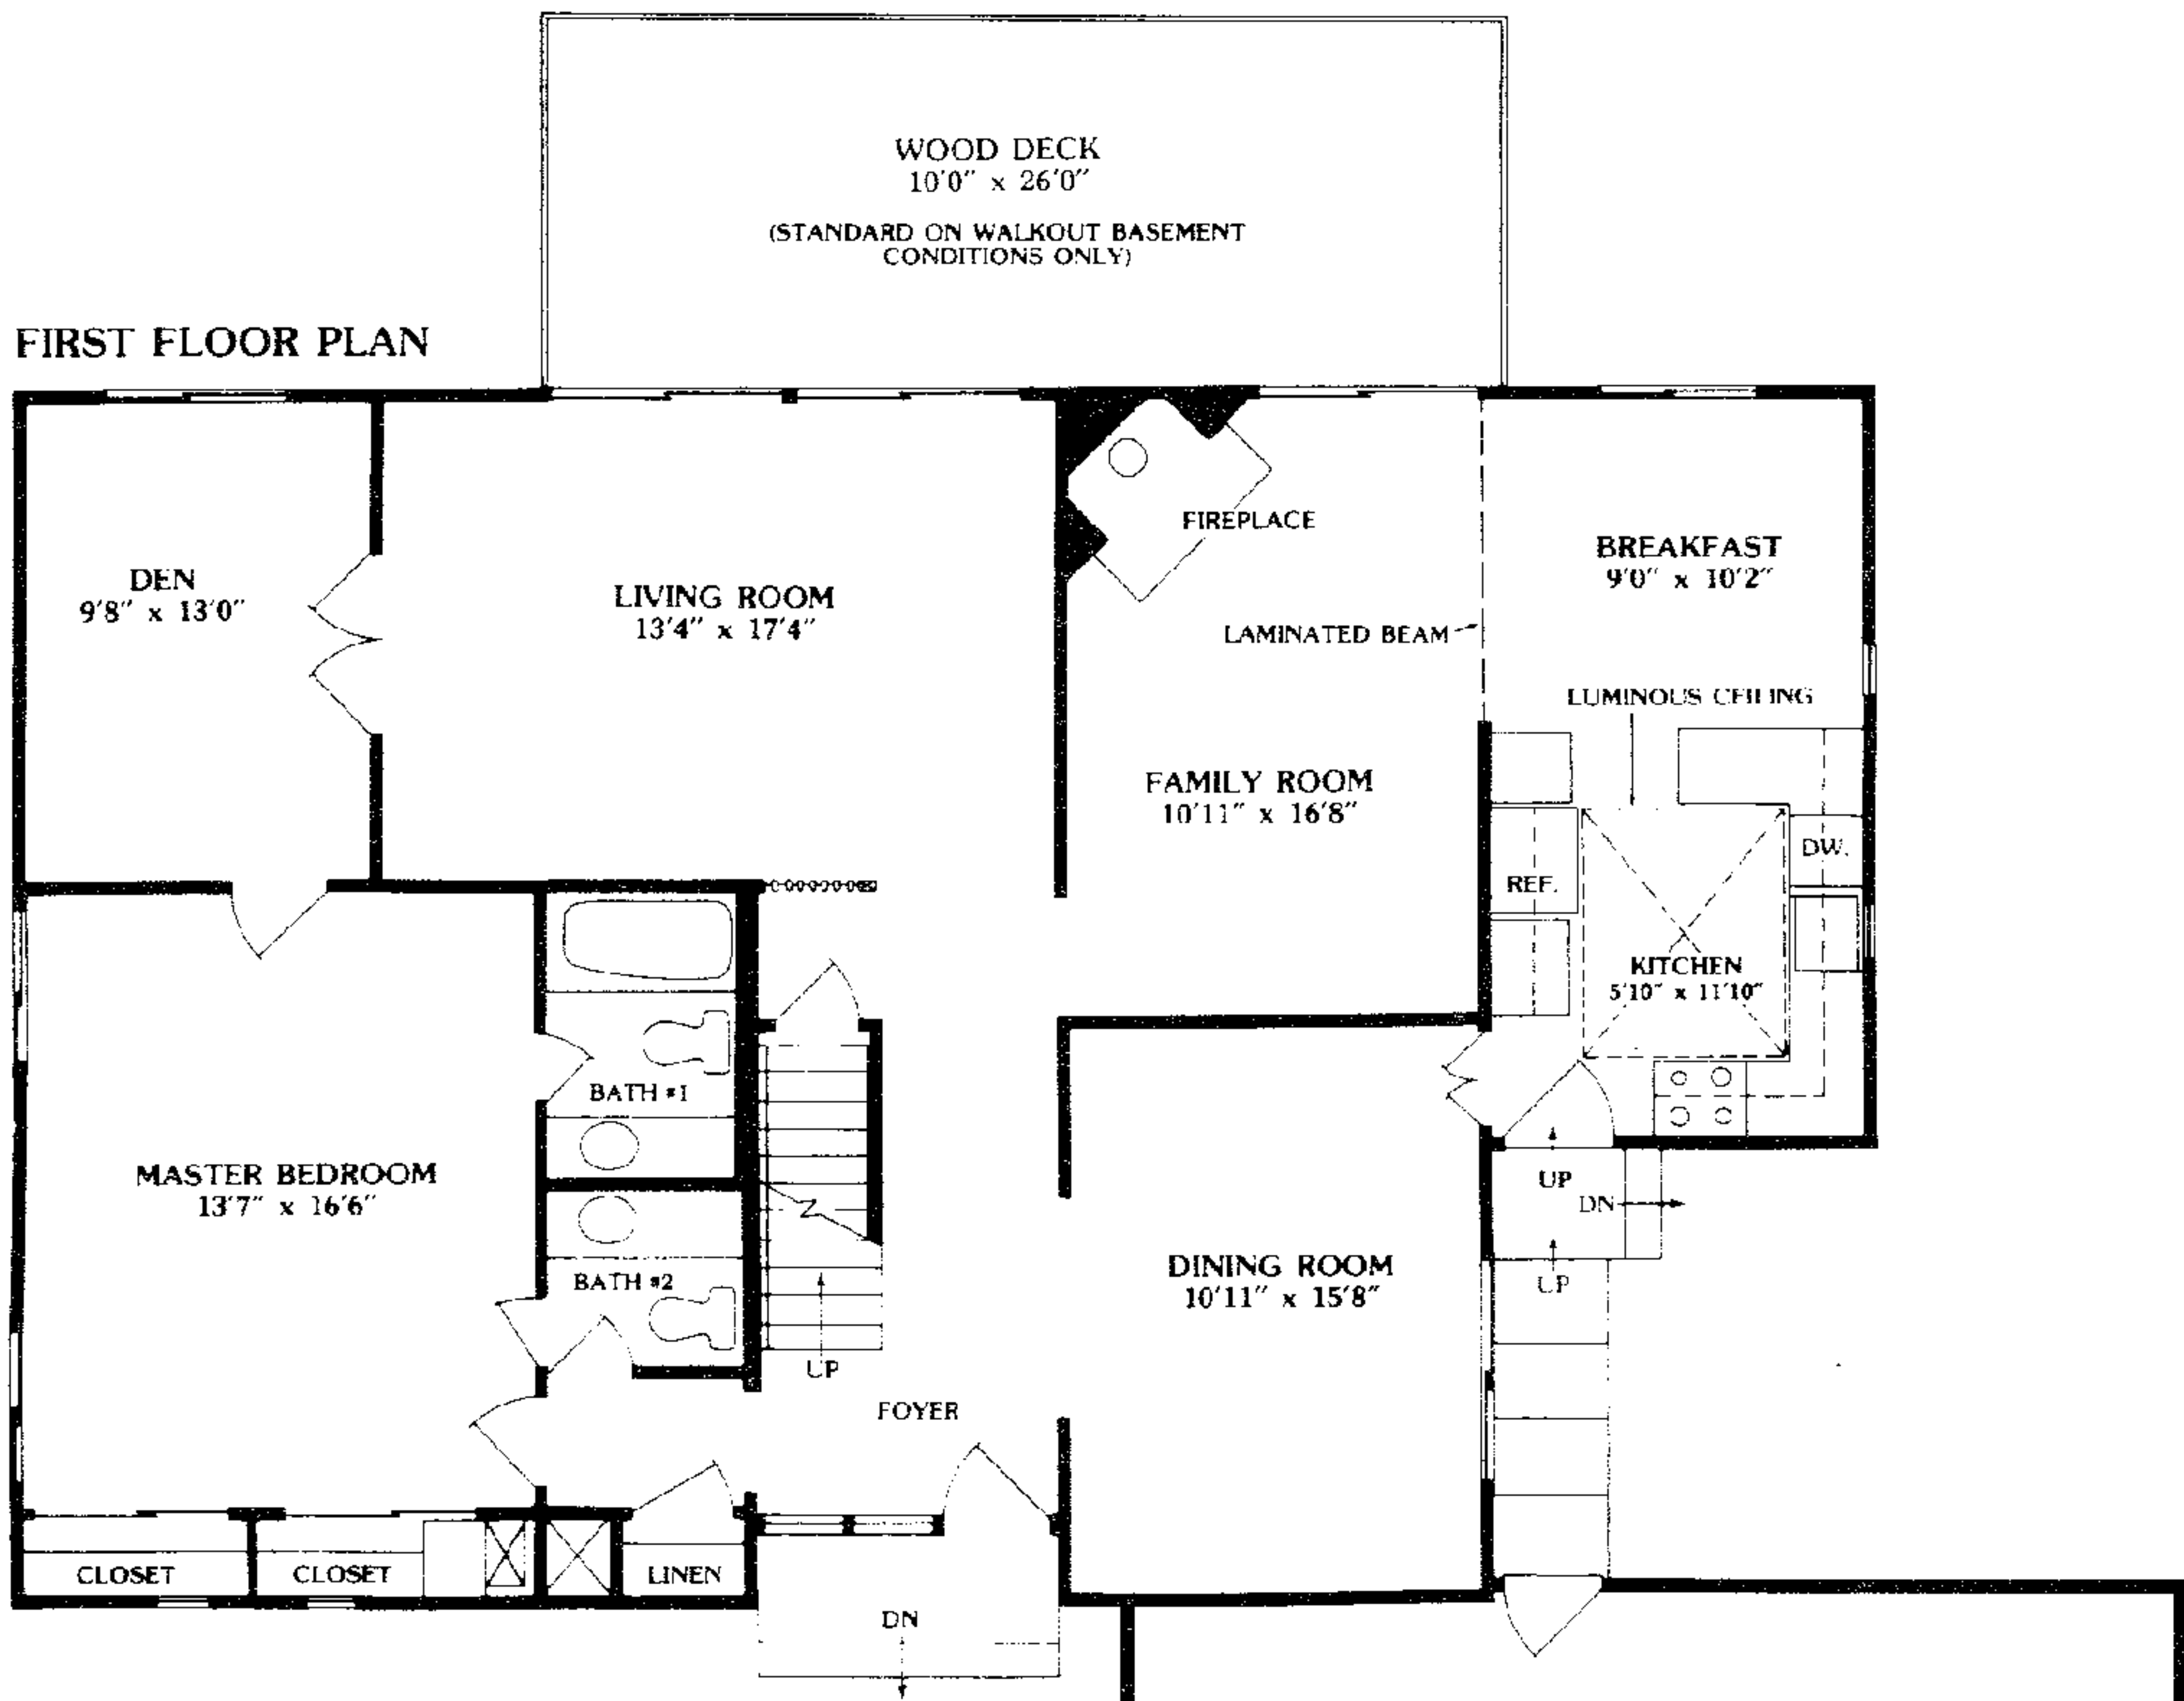 WOOD DECK
10'0" x 26'0"
(STANDARD ON WALKOUT BASEMENT
CONDITIONS ONLY)
FIRST FLOOR PLAN
DEN
9'8" x 13'0"
LIVING ROOM
13'4" x 17'4"
FIREPLACE
BREAKFAST
9'0" x 10'2"
LAMINATED BEAM
LUMINOUS CEILING
FAMILY ROOM
10'11" x 16'8"
DW.
REF.
KITCHEN
5'10" x 11'10"
BATH #1
MASTER BEDROOM
13'7" x 16'6"
UP
DN
BATH #2
DINING ROOM
10'11" x 15'8"
UP
UP
FOYER
CLOSET
CLOSET
LINEN
DN